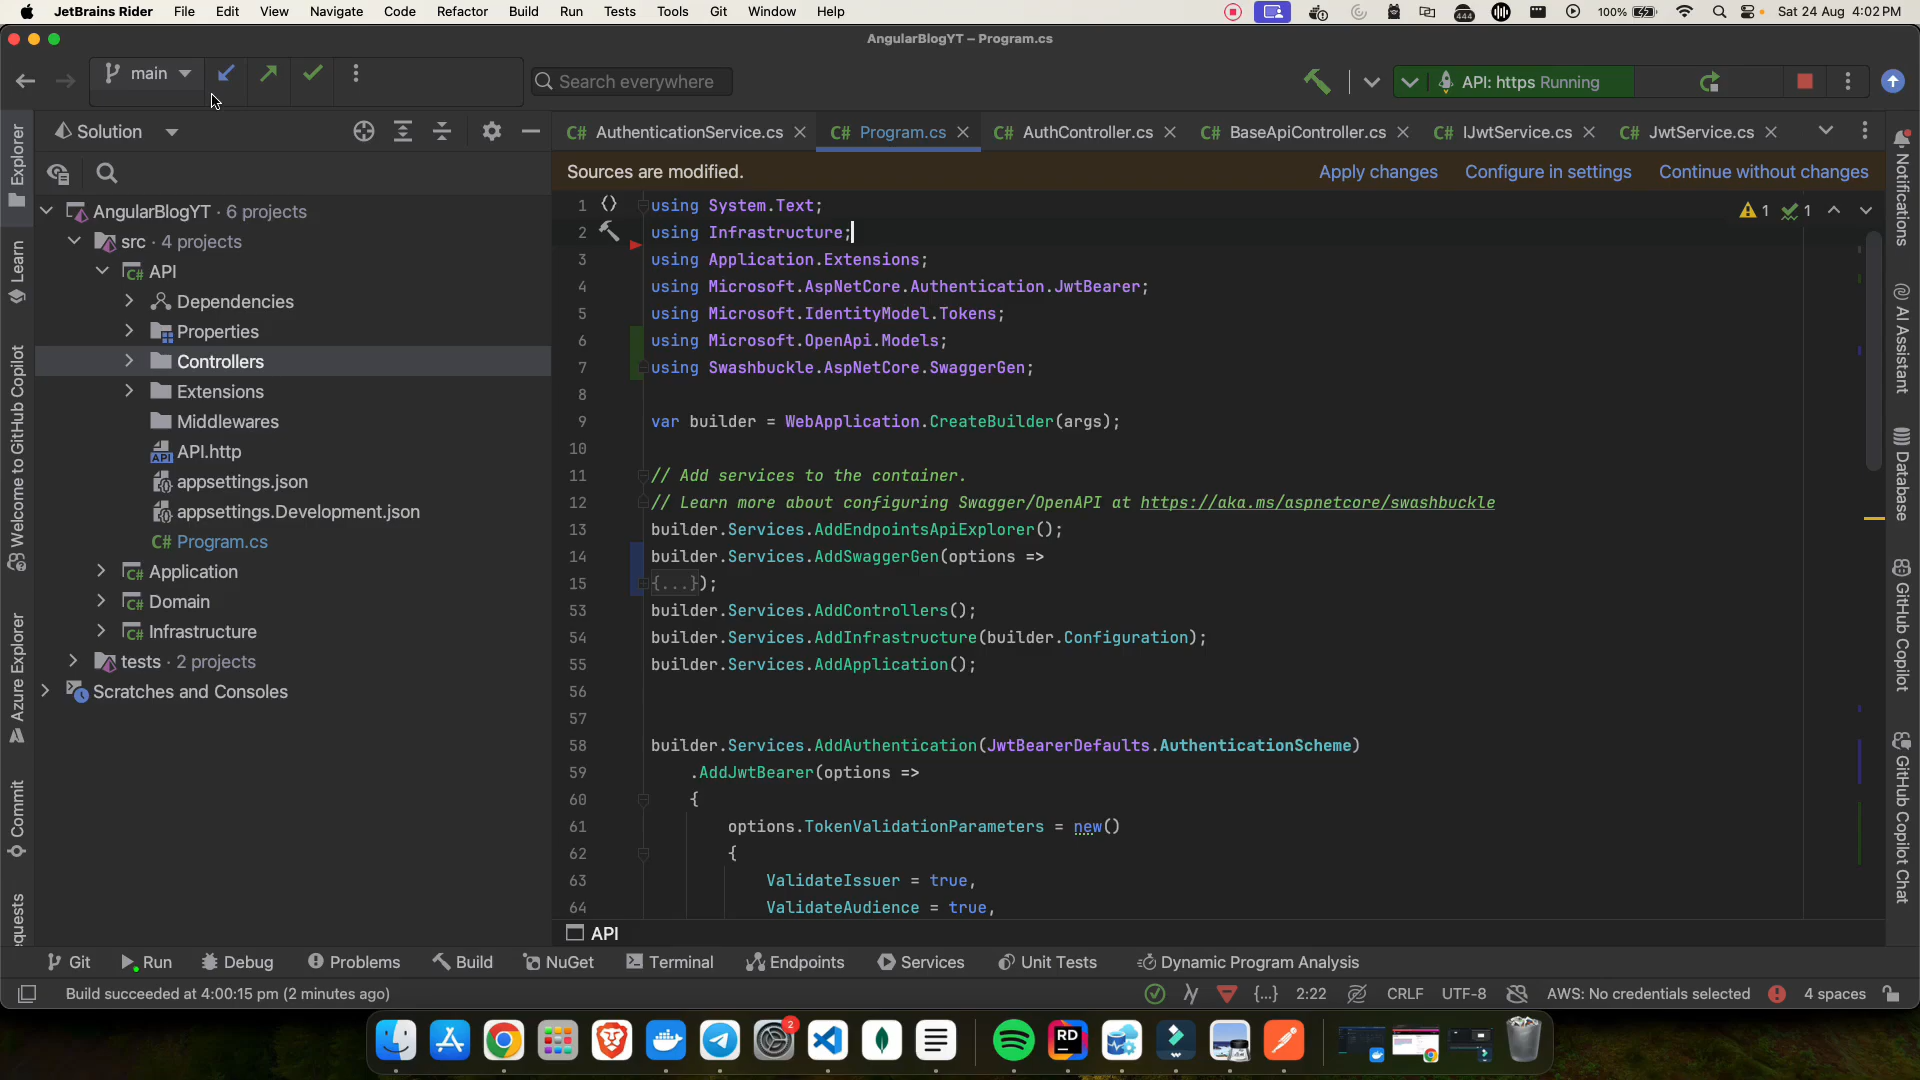 JetBrains Rider File Edit View Navigate Code Refactor Build Run Tests Tools Git Window Help 444 100% Sat 24 Aug 4:02 PM
AngularBlogYT – Program.cs
main Search everywhere API: https Running
Solution
AuthenticationService.cs Program.cs AuthController.cs BaseApiController.cs IJwtService.cs JwtService.cs
Sources are modified. Apply changes Configure in settings Continue without changes
Explorer
Learn
Welcome to GitHub Copilot
Azure Explorer
Commit
equests
AngularBlogYT · 6 projects
src · 4 projects
API
Dependencies
Properties
Controllers
Extensions
Middlewares
API.http
appsettings.json
appsettings.Development.json
C# Program.cs
Application
Domain
Infrastructure
tests · 2 projects
Scratches and Consoles
1 using System.Text;
2 using Infrastructure;
3 using Application.Extensions;
4 using Microsoft.AspNetCore.Authentication.JwtBearer;
5 using Microsoft.IdentityModel.Tokens;
6 using Microsoft.OpenApi.Models;
7 using Swashbuckle.AspNetCore.SwaggerGen;
8
9 var builder = WebApplication.CreateBuilder(args);
10
11 // Add services to the container.
12 // Learn more about configuring Swagger/OpenAPI at https://aka.ms/aspnetcore/swashbuckle
13 builder.Services.AddEndpointsApiExplorer();
14 builder.Services.AddSwaggerGen(options =>
15 {...});
53 builder.Services.AddControllers();
54 builder.Services.AddInfrastructure(builder.Configuration);
55 builder.Services.AddApplication();
56
57
58 builder.Services.AddAuthentication(JwtBearerDefaults.AuthenticationScheme)
59 .AddJwtBearer(options =>
60 {
61 options.TokenValidationParameters = new()
62 {
63 ValidateIssuer = true,
64 ValidateAudience = true,
1 1
Notifications
AI Assistant
Database
GitHub Copilot
GitHub Copilot Chat
API
Git Run Debug Problems Build NuGet Terminal Endpoints Services Unit Tests Dynamic Program Analysis
Build succeeded at 4:00:15 pm (2 minutes ago) {...} 2:22 CRLF UTF-8 AWS: No credentials selected 4 spaces
2
RD